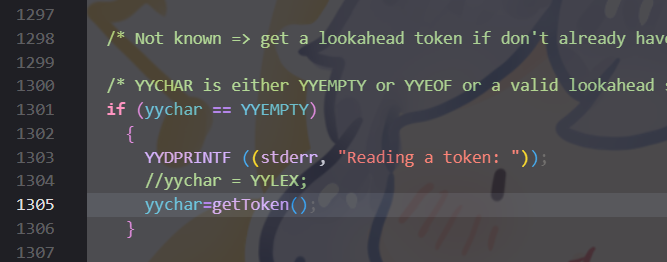 1297
1298 /* Not known => get a lookahead token if don't already hav
1299
1300 /* YYCHAR is either YYEMPTY or YYEOF or a valid lookahead
1301 if (yychar == YYEMPTY)
1302 {
1303 YYDPRINTF ((stderr, "Reading a token: "));
1304 //yychar = YYLEX;
1305 yychar=getToken();
1306 }
1307